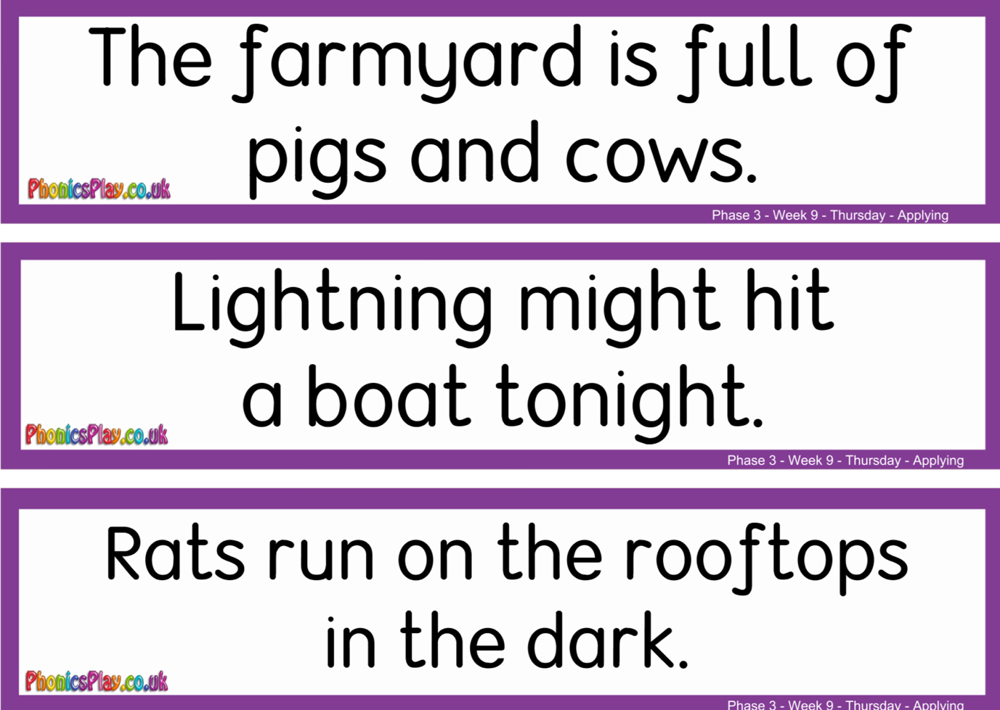 The farmyard is full of
pigs and cows.
PhonicsPlay.co.uk
Phase 3 - Week 9 - Thursday - Applying
Lightning might hit
a boat tonight.
PhonicsPlay.co.uk
Phase 3 - Week 9 - Thursday - Applying
Rats run on the rooftops
in the dark.
PhonicsPlay.co.uk
Phase 3 - Week 9 - Thursday - Applying